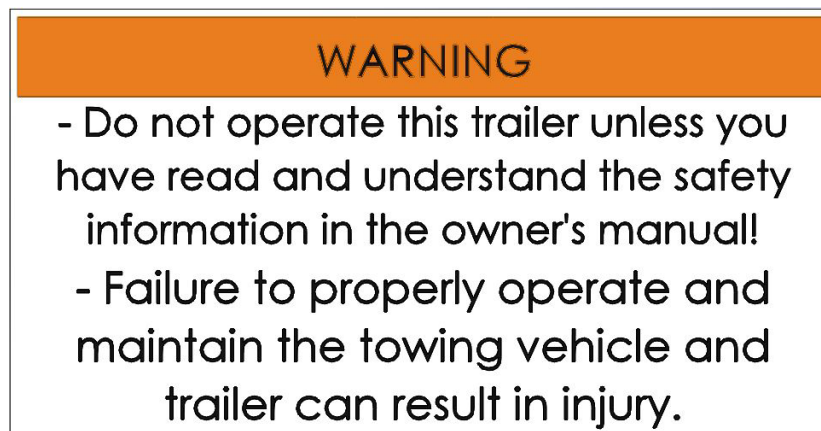 WARNING
- Do not operate this trailer unless you
have read and understand the safety
information in the owner's manual!
- Failure to properly operate and
maintain the towing vehicle and
trailer can result in injury.